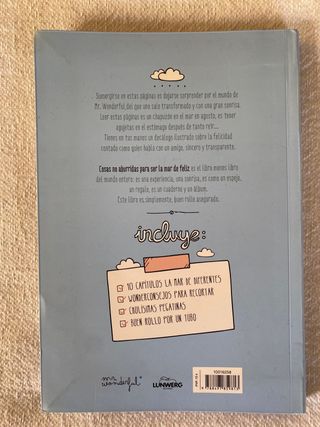 Sumergirse en estas páginas es dejarse sorprender por el mundo de
Mr. Wonderful, del que uno sale transformado y con una gran sonrisa.
Leer estas páginas es un chapuzón en el mar en agosto, es tener
agujetas en el estómago después de tanto reír...
Tienes en tus manos un decálogo ilustrado sobre la felicidad
contado como quien habla con un amigo, sincero y transparente.
Cosas no aburridas para ser la mar de feliz es el libro menos libro
del mundo entero: es una experiencia, una sonrisa, es como un espejo,
un regalo, es un cuaderno y un álbum.
Este libro es, simplemente, buen rollo asegurado.
incluye:
10 CAPÍTULOS LA MAR DE DIFERENTES
WONDERCONSEJOS PARA RECORTAR
CHULÍSIMAS PEGATINAS
BUEN ROLLO POR UN TUBO
mr.
wonderful
LUNWERG
10016258